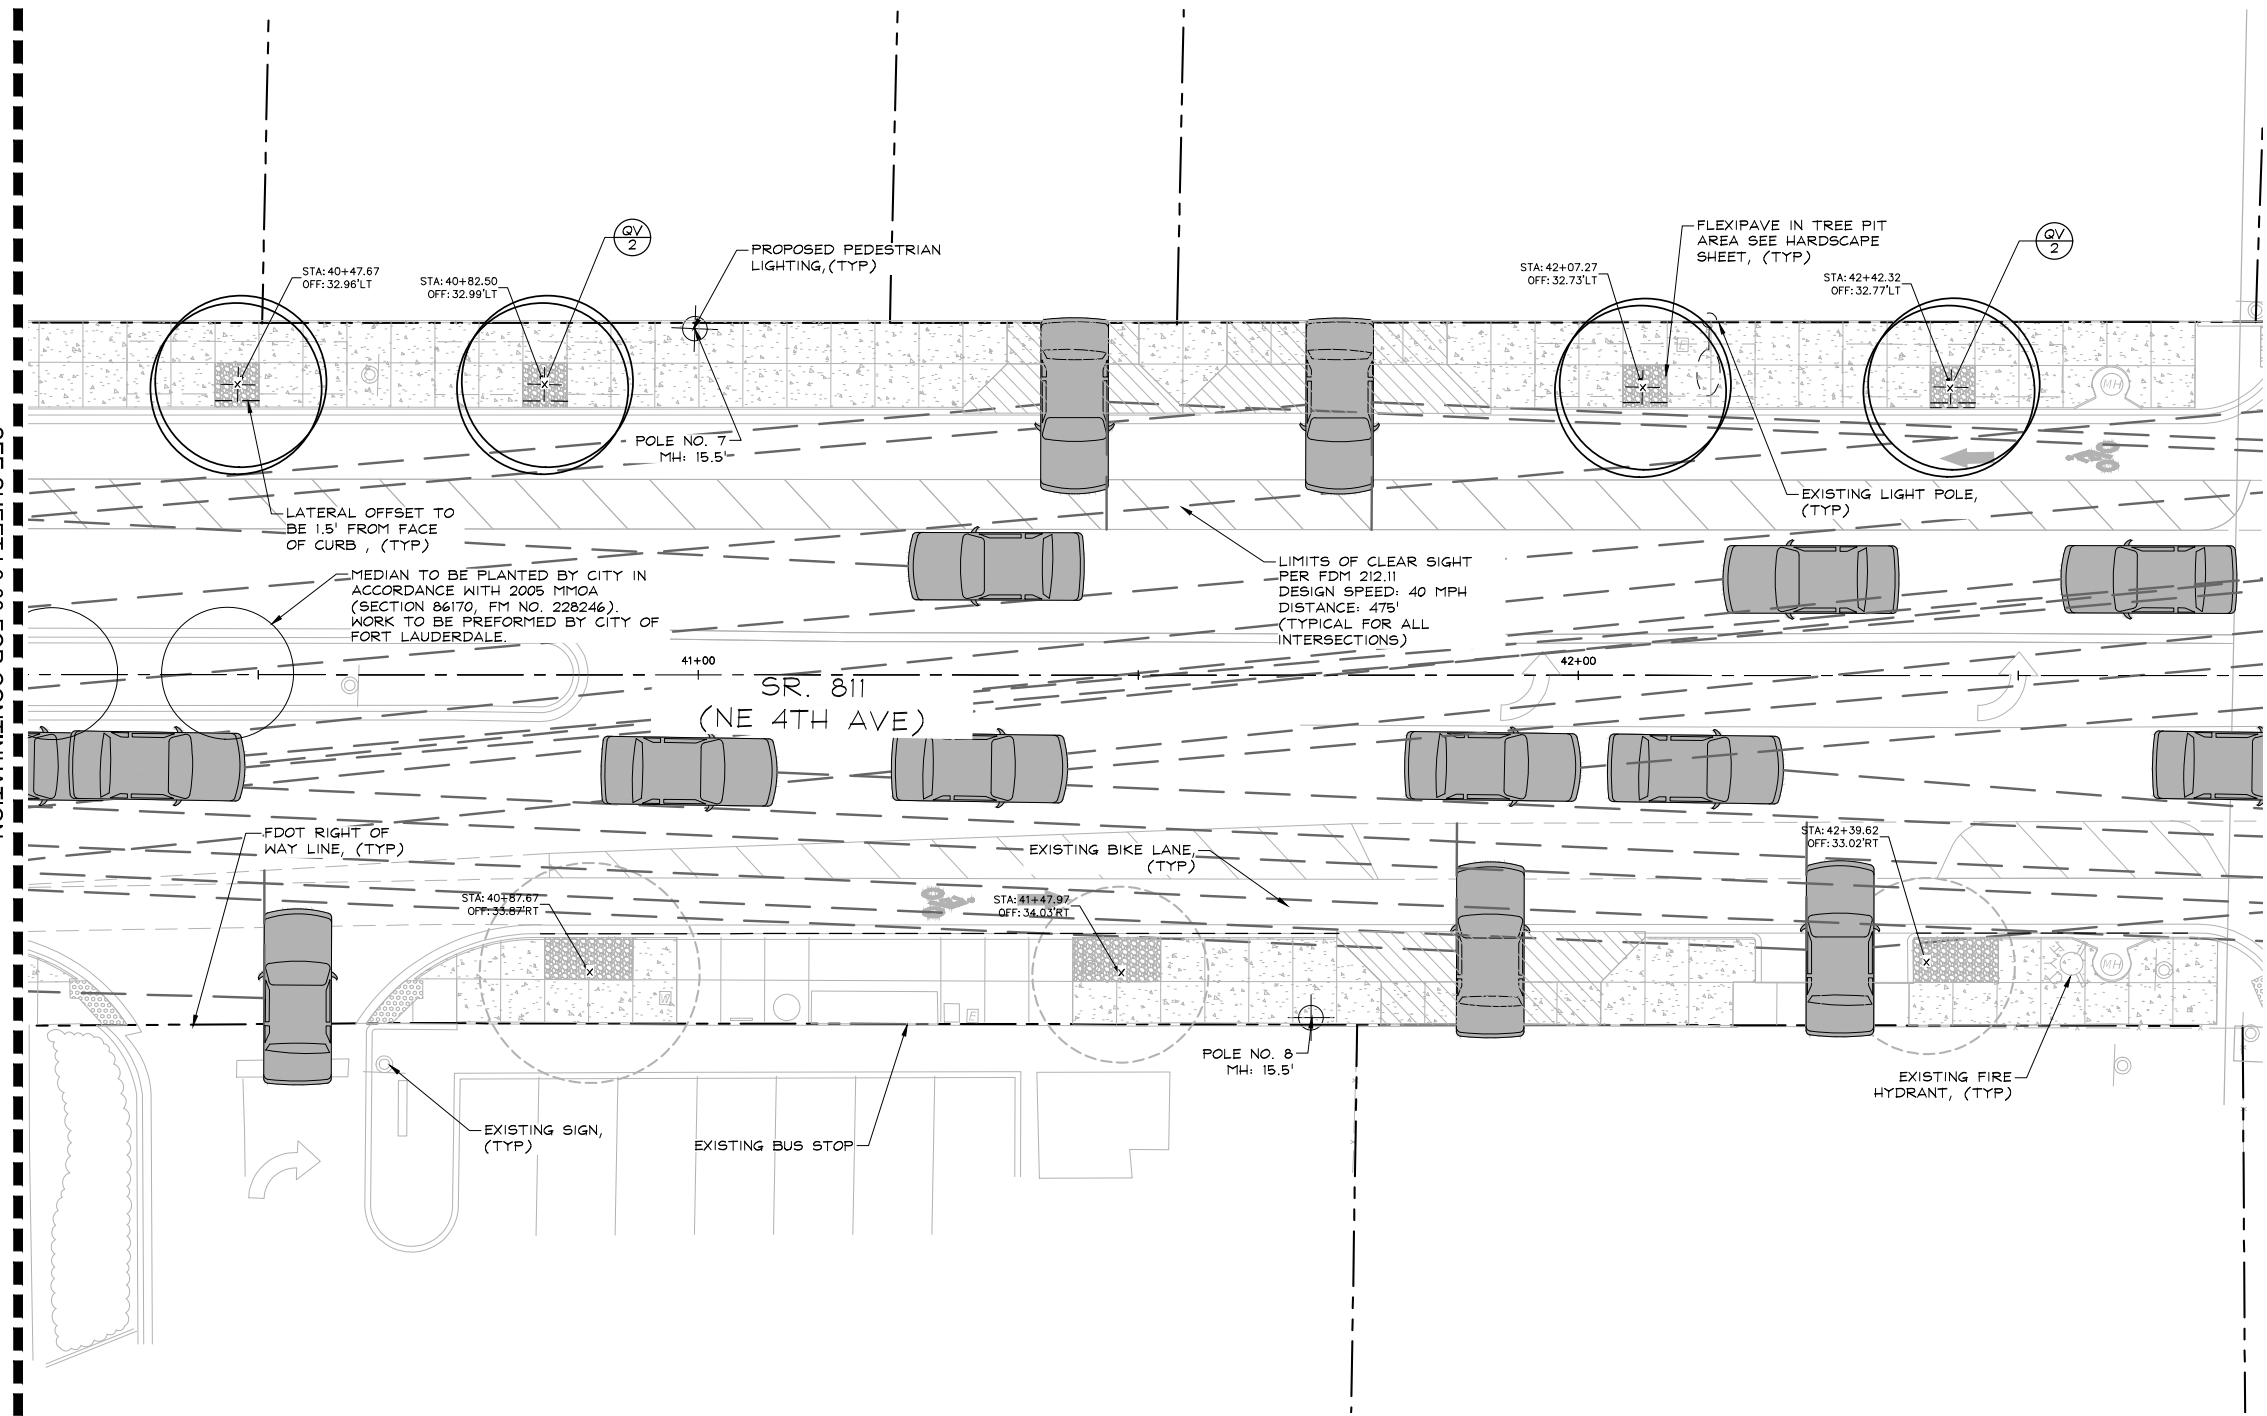 QV
2
FLEXIPAVE IN TREE PIT
AREA SEE HARDSCAPE
SHEET, (TYP)
QV
2
PROPOSED PEDESTRIAN
LIGHTING,(TYP)
STA: 40+47.67
OFF: 32.96'LT
STA: 40+82.50
OFF: 32.99'LT
STA: 42+07.27
OFF: 32.73'LT
STA: 42+42.32
OFF: 32.77'LT
E
MH
POLE NO. 7
MH: 15.5'
LATERAL OFFSET TO
BE 1.5' FROM FACE
OF CURB , (TYP)
EXISTING LIGHT POLE,
(TYP)
MEDIAN TO BE PLANTED BY CITY IN
ACCORDANCE WITH 2005 MMOA
(SECTION 86170, FM NO. 228246).
WORK TO BE PREFORMED BY CITY OF
FORT LAUDERDALE.
LIMITS OF CLEAR SIGHT
PER FDM 212.11
DESIGN SPEED: 40 MPH
DISTANCE: 475'
(TYPICAL FOR ALL
INTERSECTIONS)
41+00
42+00
SR. 811
(NE 4TH AVE)
FDOT RIGHT OF
WAY LINE, (TYP)
EXISTING BIKE LANE,
(TYP)
STA: 42+39.62
OFF: 33.02'RT
STA: 40+87.67
OFF: 33.87'RT
STA: 41+47.97
OFF: 34.03'RT
MH
W
E
POLE NO. 8
MH: 15.5'
EXISTING FIRE
HYDRANT, (TYP)
EXISTING SIGN,
(TYP)
EXISTING BUS STOP